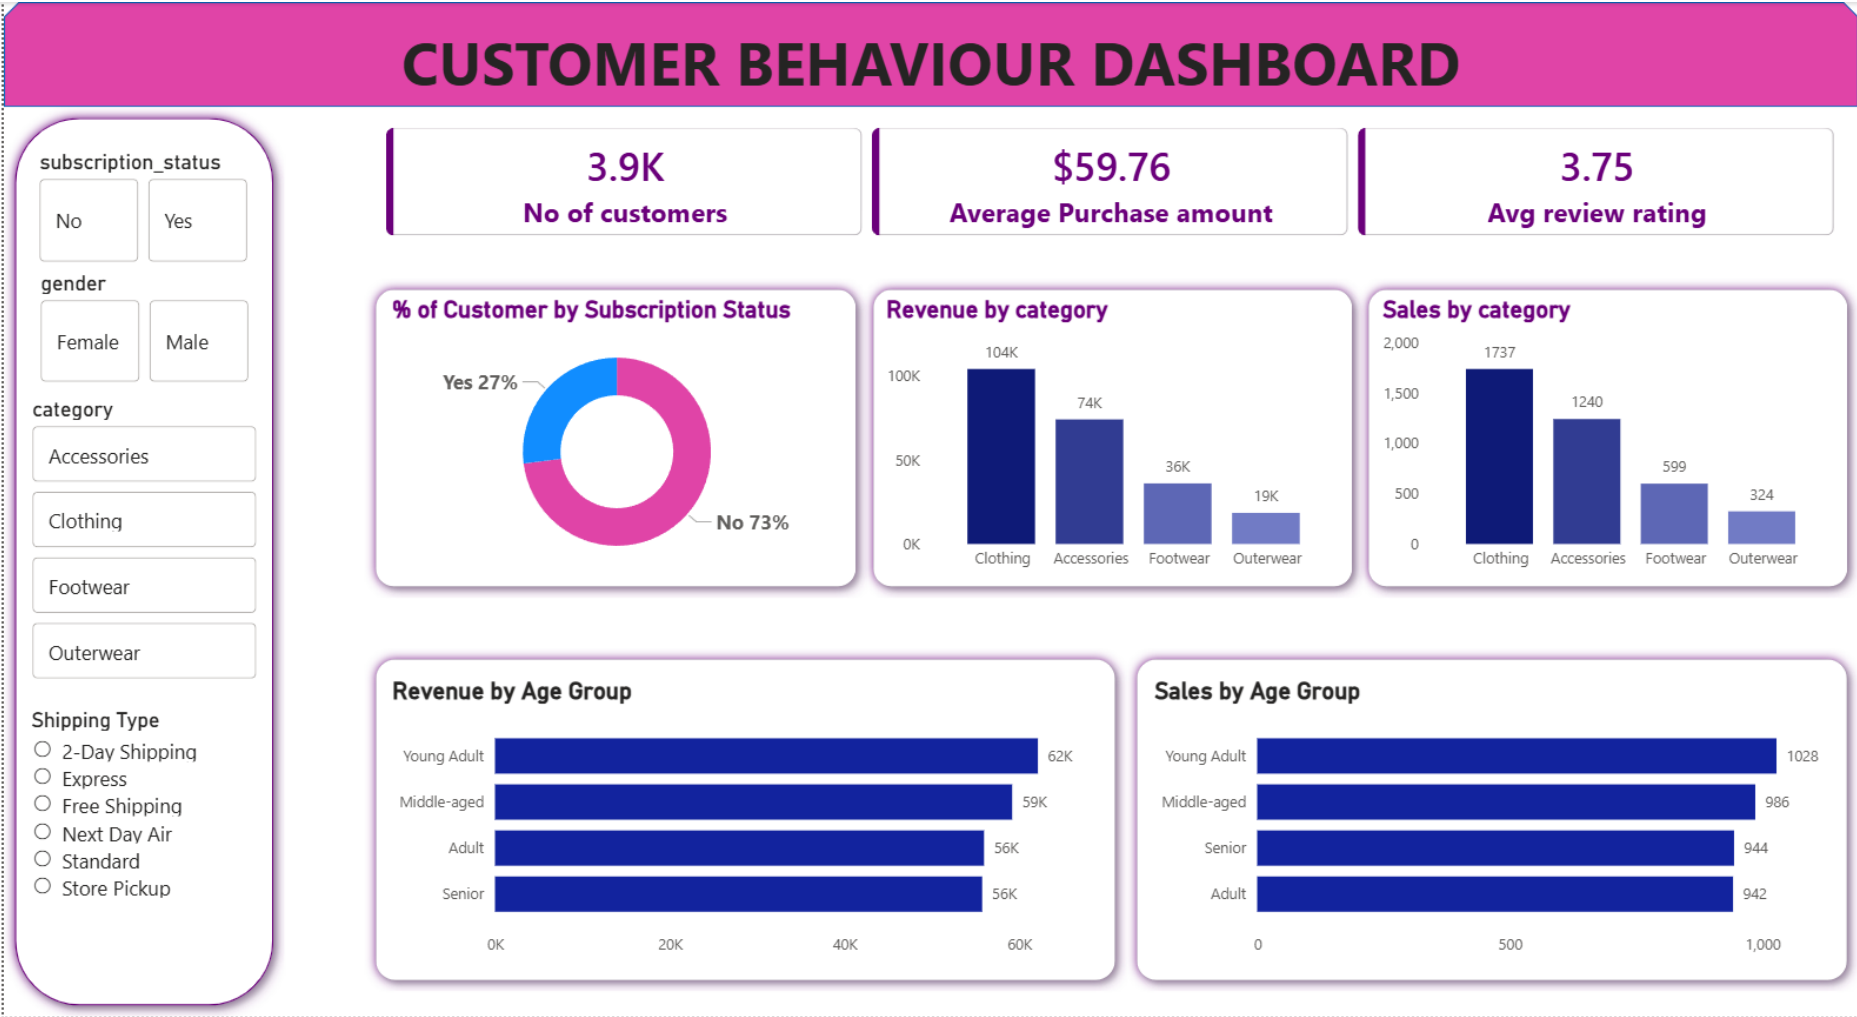 CUSTOMER BEHAVIOUR DASHBOARD
subscription_status
No
Yes
gender
Female
Male
category
Accessories
Clothing
Footwear
Outerwear
Shipping Type
2-Day Shipping
Express
Free Shipping
Next Day Air
Standard
Store Pickup
3.9K
No of customers
$59.76
Average Purchase amount
3.75
Avg review rating
% of Customer by Subscription Status
Yes 27%
No 73%
Revenue by category
100K
50K
0K
104K
74K
36K
19K
Clothing
Accessories
Footwear
Outerwear
Sales by category
2,000
1,500
1,000
500
0
1737
1240
599
324
Clothing
Accessories
Footwear
Outerwear
Revenue by Age Group
Young Adult 62K
Middle-aged 59K
Adult 56K
Senior 56K
0K 20K 40K 60K
Sales by Age Group
Young Adult 1028
Middle-aged 986
Senior 944
Adult 942
0 500 1,000